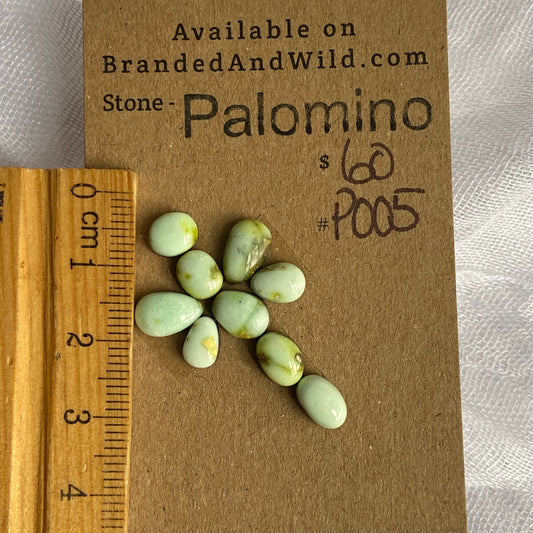 Available on
BrandedAndWild.com
Stone - Palomino
$ 60
#P005
0 cm
1
2
3
4